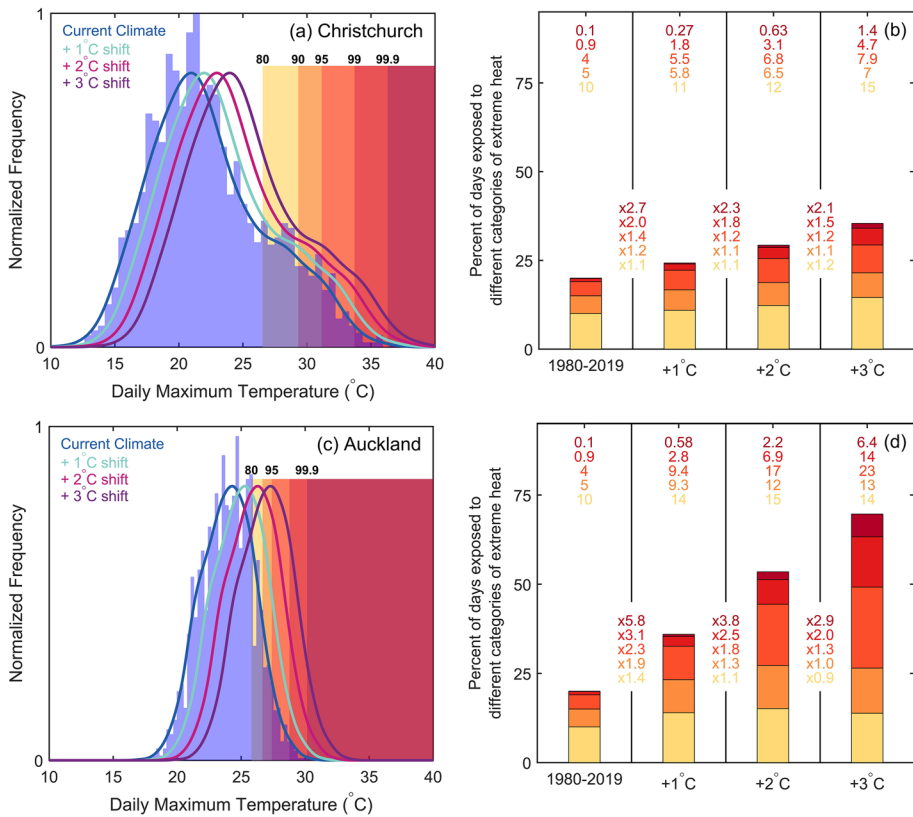 (a) Christchurch
Current Climate
+ 1°C shift
+ 2°C shift
+ 3°C shift
80 90 95 99 99.9
1
0
Normalized Frequency
10 15 20 25 30 35 40
Daily Maximum Temperature (°C)
(b)
0.1 0.27 0.63 1.4
0.9 1.8 3.1 4.7
4 5.5 6.8 7.9
5 5.8 6.5 7
10 11 12 15
75
50
25
0
Percent of days exposed to
different categories of extreme heat
x2.7 x2.3 x2.1
x2.0 x1.8 x1.5
x1.4 x1.2 x1.2
x1.2 x1.1 x1.1
x1.1 x1.1 x1.2
1980-2019 +1°C +2°C +3°C
(c) Auckland
Current Climate
+ 1°C shift
+ 2°C shift
+ 3°C shift
80 95 99.9
1
0
Normalized Frequency
10 15 20 25 30 35 40
Daily Maximum Temperature (°C)
(d)
0.1 0.58 2.2 6.4
0.9 2.8 6.9 14
4 9.4 17 23
5 9.3 12 13
10 14 15 14
75
50
25
0
Percent of days exposed to
different categories of extreme heat
x5.8 x3.8 x2.9
x3.1 x2.5 x2.0
x2.3 x1.8 x1.3
x1.9 x1.3 x1.0
x1.4 x1.1 x0.9
1980-2019 +1°C +2°C +3°C